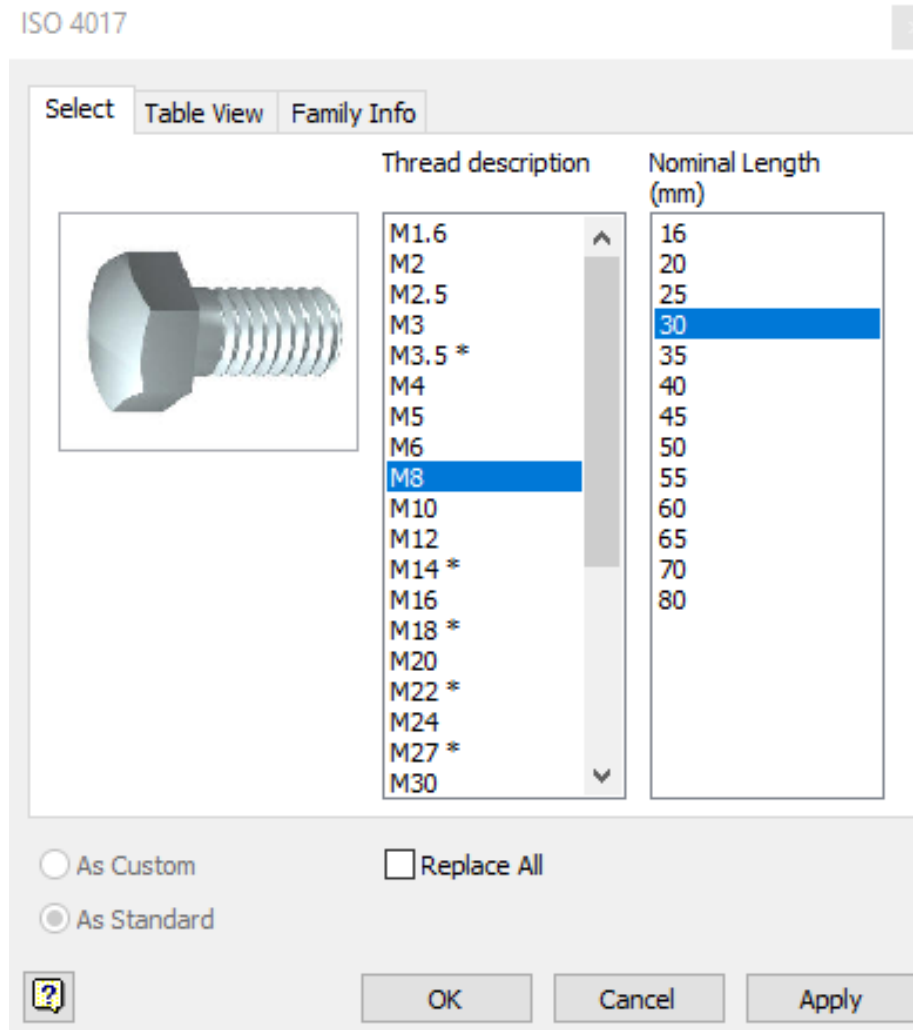 ISO 4017
Select
Table View
Family Info
Thread description
Nominal Length
(mm)
M1.6
M2
M2.5
M3
M3.5 *
M4
M5
M6
M8
M10
M12
M14 *
M16
M18 *
M20
M22 *
M24
M27 *
M30
16
20
25
30
35
40
45
50
55
60
65
70
80
As Custom
Replace All
As Standard
?
OK
Cancel
Apply